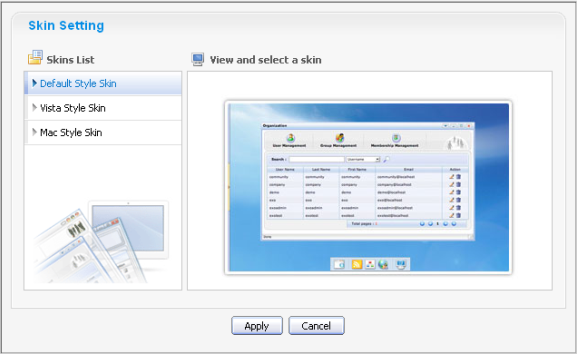 Skin Setting
Skins List
View and select a skin
Default Style Skin
Vista Style Skin
Mac Style Skin
Organization
User Management Group Management Membership Management
Search : Username
User Name Last Name First Name Email Action
community community community community@localhost
company company company company@localhost
demo demo demo demo@localhost
exo exo exo exo@localhost
exoadmin exoadmin exoadmin exoadmin@localhost
exotest exotest exotest exotest@localhost
Total pages :
Apply Cancel